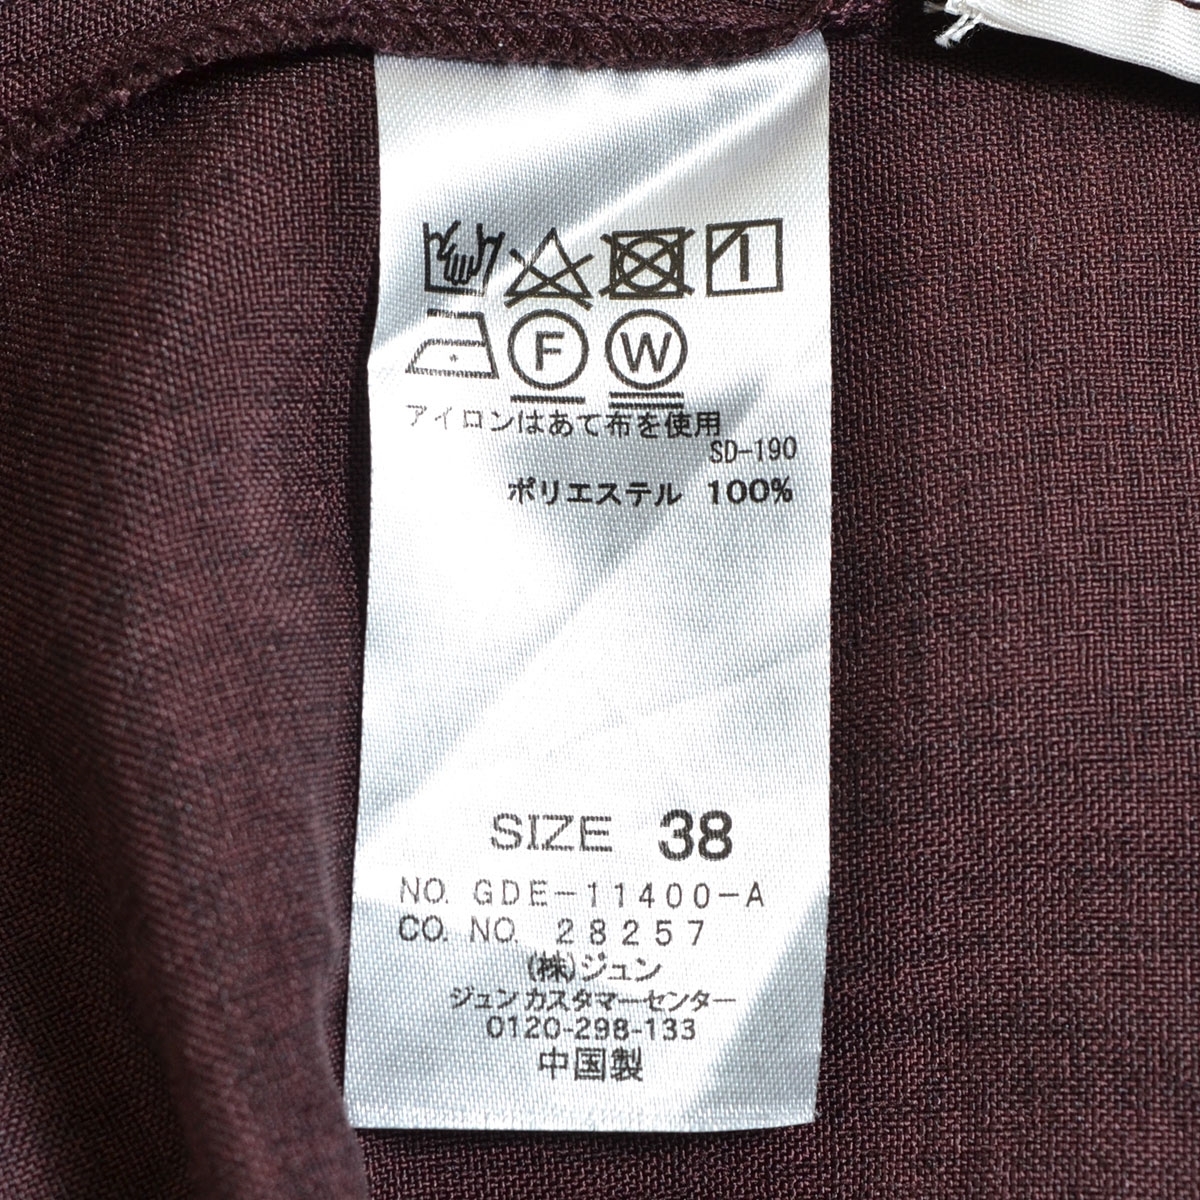 F W
アイロンはあて布を使用
SD-190
ポリエステル 100%
SIZE 38
NO. GDE-11400-A
CO. NO. 28257
(株)ジュン
ジュン カスタマーセンター
0120-298-133
中国製